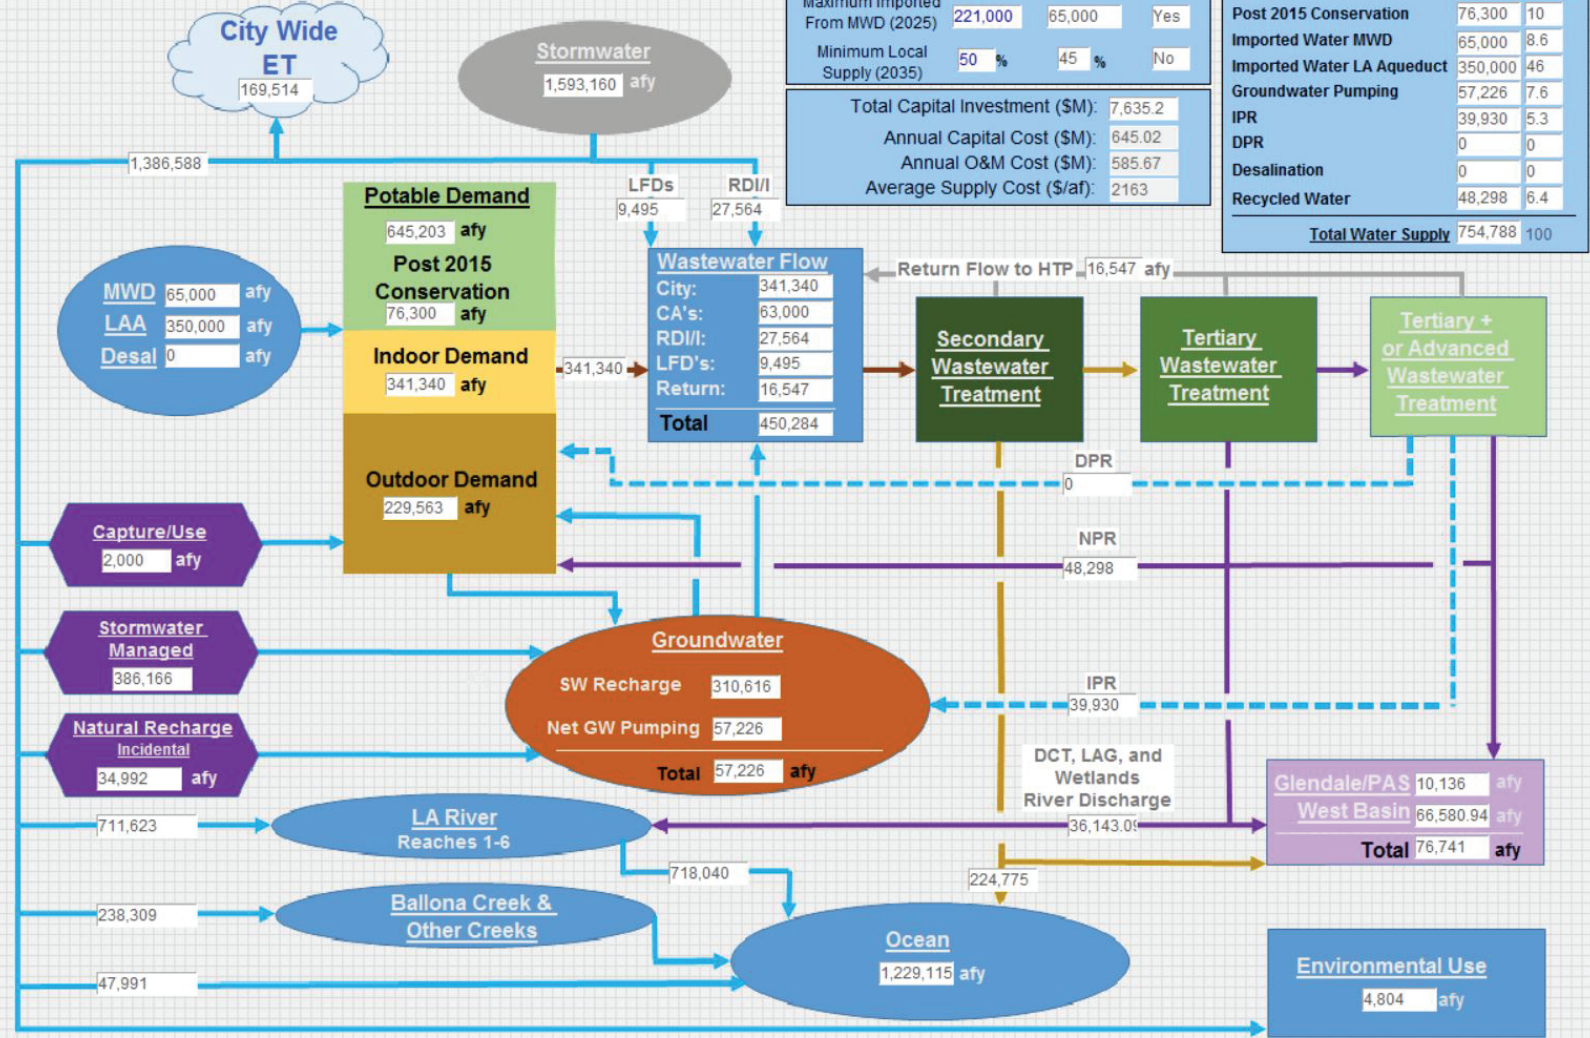 City Wide
ET
169,514
Stormwater
1,593,160 afy
Maximum Imported
From MWD (2025) 221,000 65,000 Yes
Minimum Local
Supply (2035) 50 % 45 % No
Total Capital Investment ($M): 7,635.2
Annual Capital Cost ($M): 645.02
Annual O&M Cost ($M): 585.67
Average Supply Cost ($/af): 2163
Post 2015 Conservation 76,300 10
Imported Water MWD 65,000 8.6
Imported Water LA Aqueduct 350,000 46
Groundwater Pumping 57,226 7.6
IPR 39,930 5.3
DPR 0 0
Desalination 0 0
Recycled Water 48,298 6.4
Total Water Supply 754,788 100
1,386,588
LFDs
9,495
RDI/I
27,564
Potable Demand
645,203 afy
Post 2015
Conservation
76,300 afy
Indoor Demand
341,340 afy
Outdoor Demand
229,563 afy
MWD 65,000 afy
LAA 350,000 afy
Desal 0 afy
341,340
Wastewater Flow
City: 341,340
CA's: 63,000
RDI/I: 27,564
LFD's: 9,495
Return: 16,547
Total 450,284
Return Flow to HTP 16,547 afy
Secondary
Wastewater
Treatment
Tertiary
Wastewater
Treatment
Tertiary +
or Advanced
Wastewater
Treatment
DPR
0
NPR
48,298
Capture/Use
2,000 afy
Stormwater
Managed
386,166
Natural Recharge
Incidental
34,992 afy
Groundwater
SW Recharge 310,616
Net GW Pumping 57,226
Total 57,226 afy
IPR
39,930
DCT, LAG, and
Wetlands
River Discharge
36,143.09
Glendale/PAS 10,136 afy
West Basin 66,580.94 afy
Total 76,741 afy
711,623
LA River
Reaches 1-6
718,040
224,775
238,309
Ballona Creek &
Other Creeks
47,991
Ocean
1,229,115 afy
Environmental Use
4,804 afy